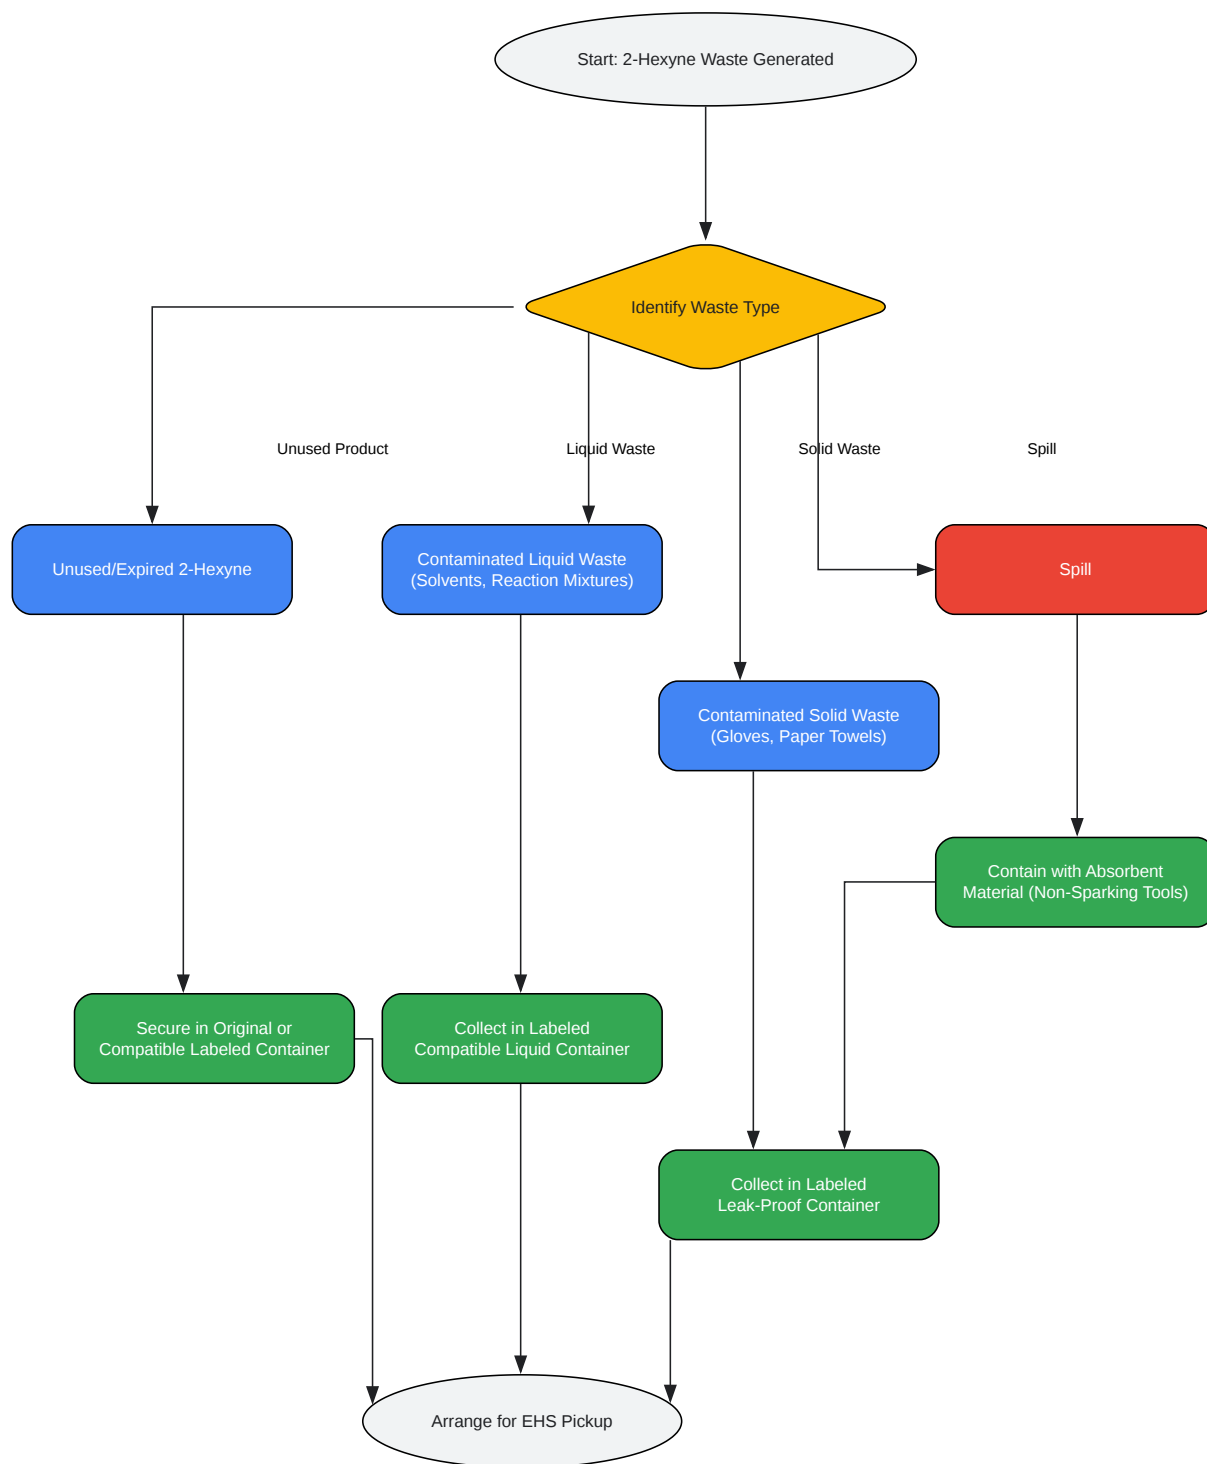 Start: 2-Hexyne Waste Generated
Identify Waste Type
Unused Product
Liquid Waste
Solid Waste
Spill
Unused/Expired 2-Hexyne
Contaminated Liquid Waste
(Solvents, Reaction Mixtures)
Spill
Contaminated Solid Waste
(Gloves, Paper Towels)
Contain with Absorbent
Material (Non-Sparking Tools)
Secure in Original or
Compatible Labeled Container
Collect in Labeled
Compatible Liquid Container
Collect in Labeled
Leak-Proof Container
Arrange for EHS Pickup